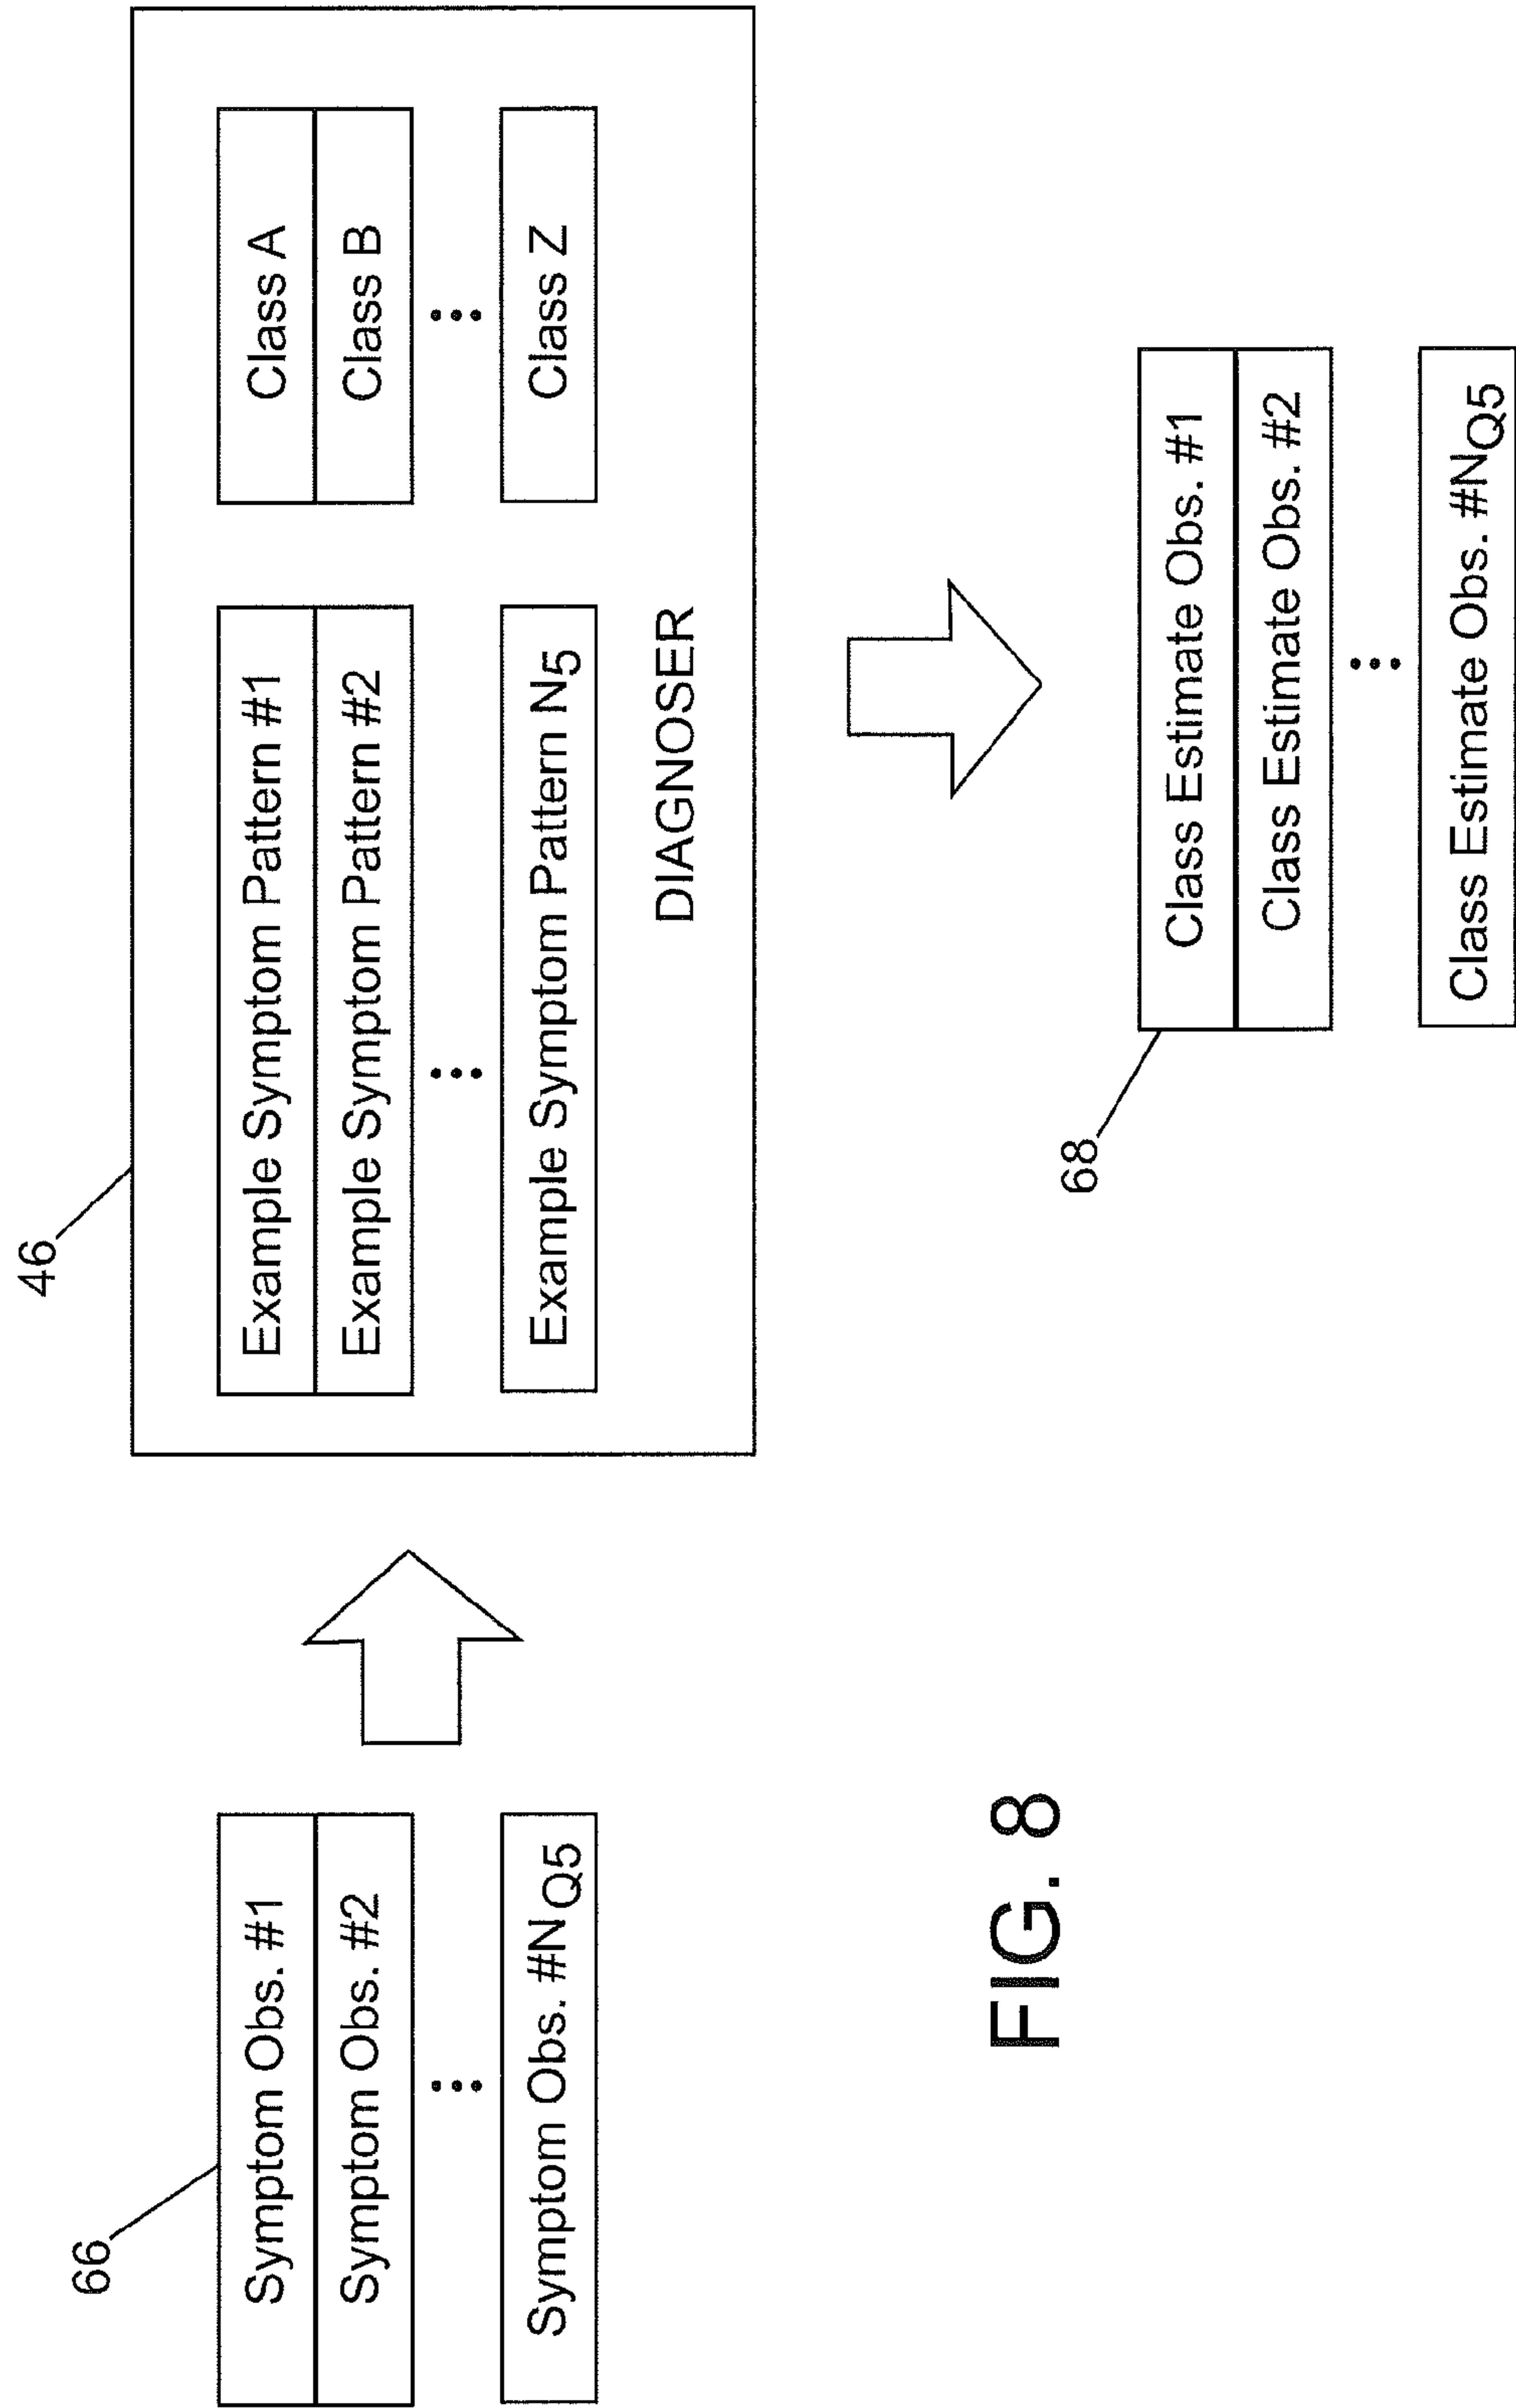 46
66
Symptom Obs. #1
Symptom Obs. #2
Symptom Obs. #NQ5
Example Symptom Pattern #1
Example Symptom Pattern #2
Example Symptom Pattern N5
Class A
Class B
Class Z
DIAGNOSER
68
Class Estimate Obs. #1
Class Estimate Obs. #2
Class Estimate Obs. #NQ5
FIG. 8